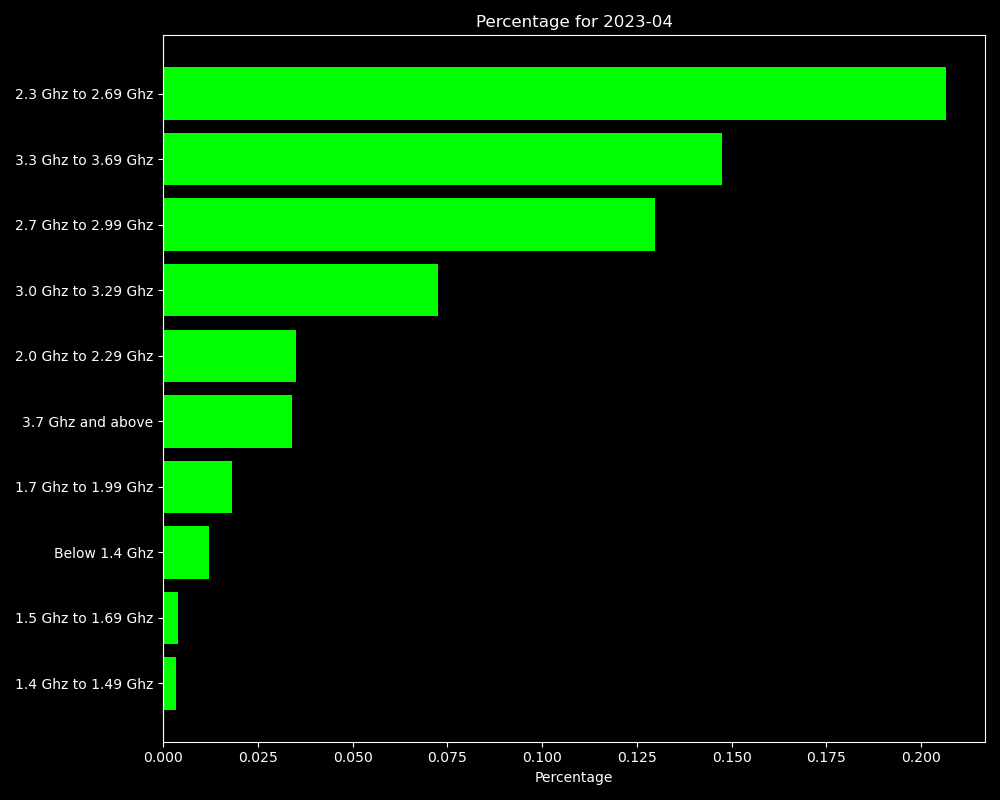 Percentage for 2023-04
2.3 Ghz to 2.69 Ghz
3.3 Ghz to 3.69 Ghz
2.7 Ghz to 2.99 Ghz
3.0 Ghz to 3.29 Ghz
2.0 Ghz to 2.29 Ghz
3.7 Ghz and above
1.7 Ghz to 1.99 Ghz
Below 1.4 Ghz
1.5 Ghz to 1.69 Ghz
1.4 Ghz to 1.49 Ghz
0.000 0.025 0.050 0.075 0.100 0.125 0.150 0.175 0.200
Percentage